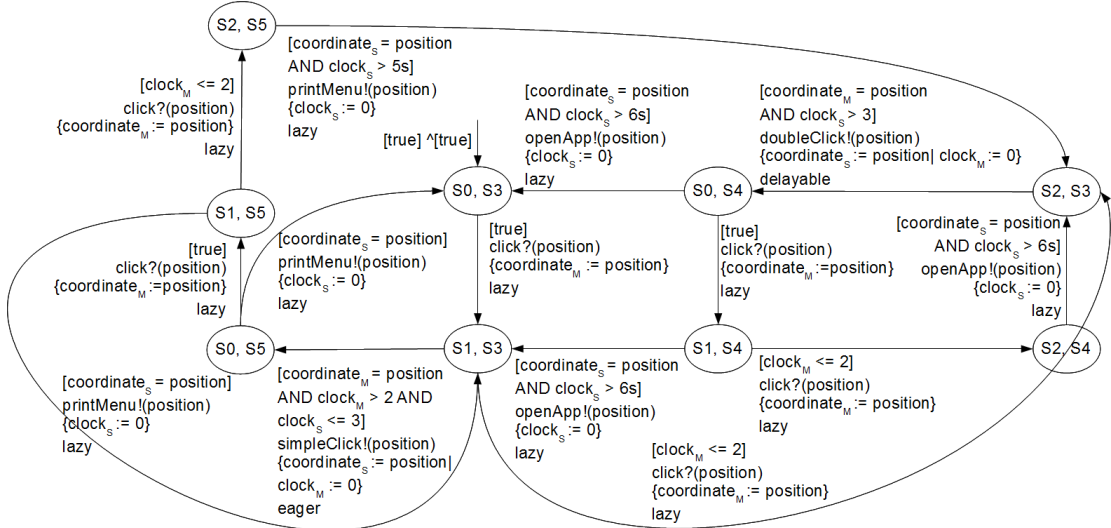 S2, S5
[coordinateS = position
AND clockS > 5s]
printMenu!(position)
{clockS := 0}
lazy
[clockM <= 2]
click?(position)
{coordinateM := position}
lazy
[true] ^[true]
[coordinateS = position
AND clockS > 6s]
openApp!(position)
{clockS := 0}
lazy
[coordinateM = position
AND clockS > 3]
doubleClick!(position)
{coordinateS := position| clockM := 0}
delayable
S1, S5
S0, S3
S0, S4
S2, S3
[true]
click?(position)
{coordinateM :=position}
lazy
[coordinateS = position]
printMenu!(position)
{clockS := 0}
lazy
[true]
click?(position)
{coordinateM := position}
lazy
[true]
click?(position)
{coordinateM :=position}
lazy
[coordinateS = position
AND clockS > 6s]
openApp!(position)
{clockS := 0}
lazy
S0, S5
S1, S3
S1, S4
S2, S4
[coordinateS = position]
printMenu!(position)
{clockS := 0}
lazy
[coordinateM = position
AND clockM > 2 AND
clockS <= 3]
simpleClick!(position)
{coordinateS := position|
clockM := 0}
eager
[coordinateS = position
AND clockS > 6s]
openApp!(position)
{clockS := 0}
lazy
[clockM <= 2]
click?(position)
{coordinateM := position}
lazy
[clockM <= 2]
click?(position)
{coordinateM := position}
lazy